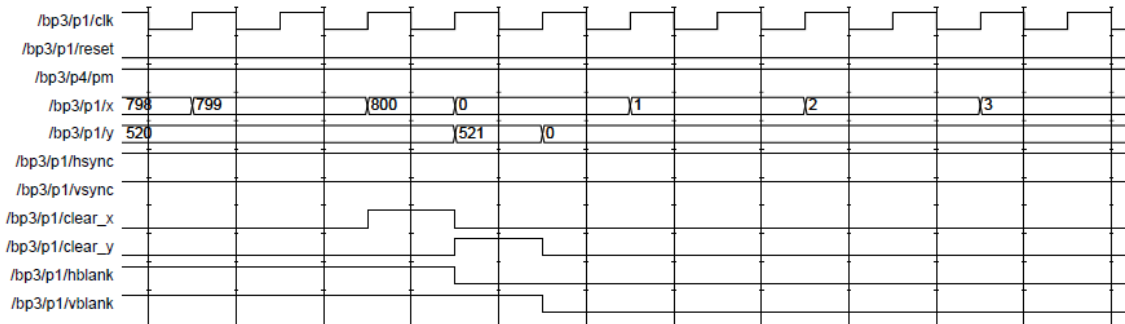 /bp3/p1/clk
/bp3/p1/reset
/bp3/p4/pm
/bp3/p1/x 798 799 800 0 1 2 3
/bp3/p1/y 520 521 0
/bp3/p1/hsync
/bp3/p1/vsync
/bp3/p1/clear_x
/bp3/p1/clear_y
/bp3/p1/hblank
/bp3/p1/vblank